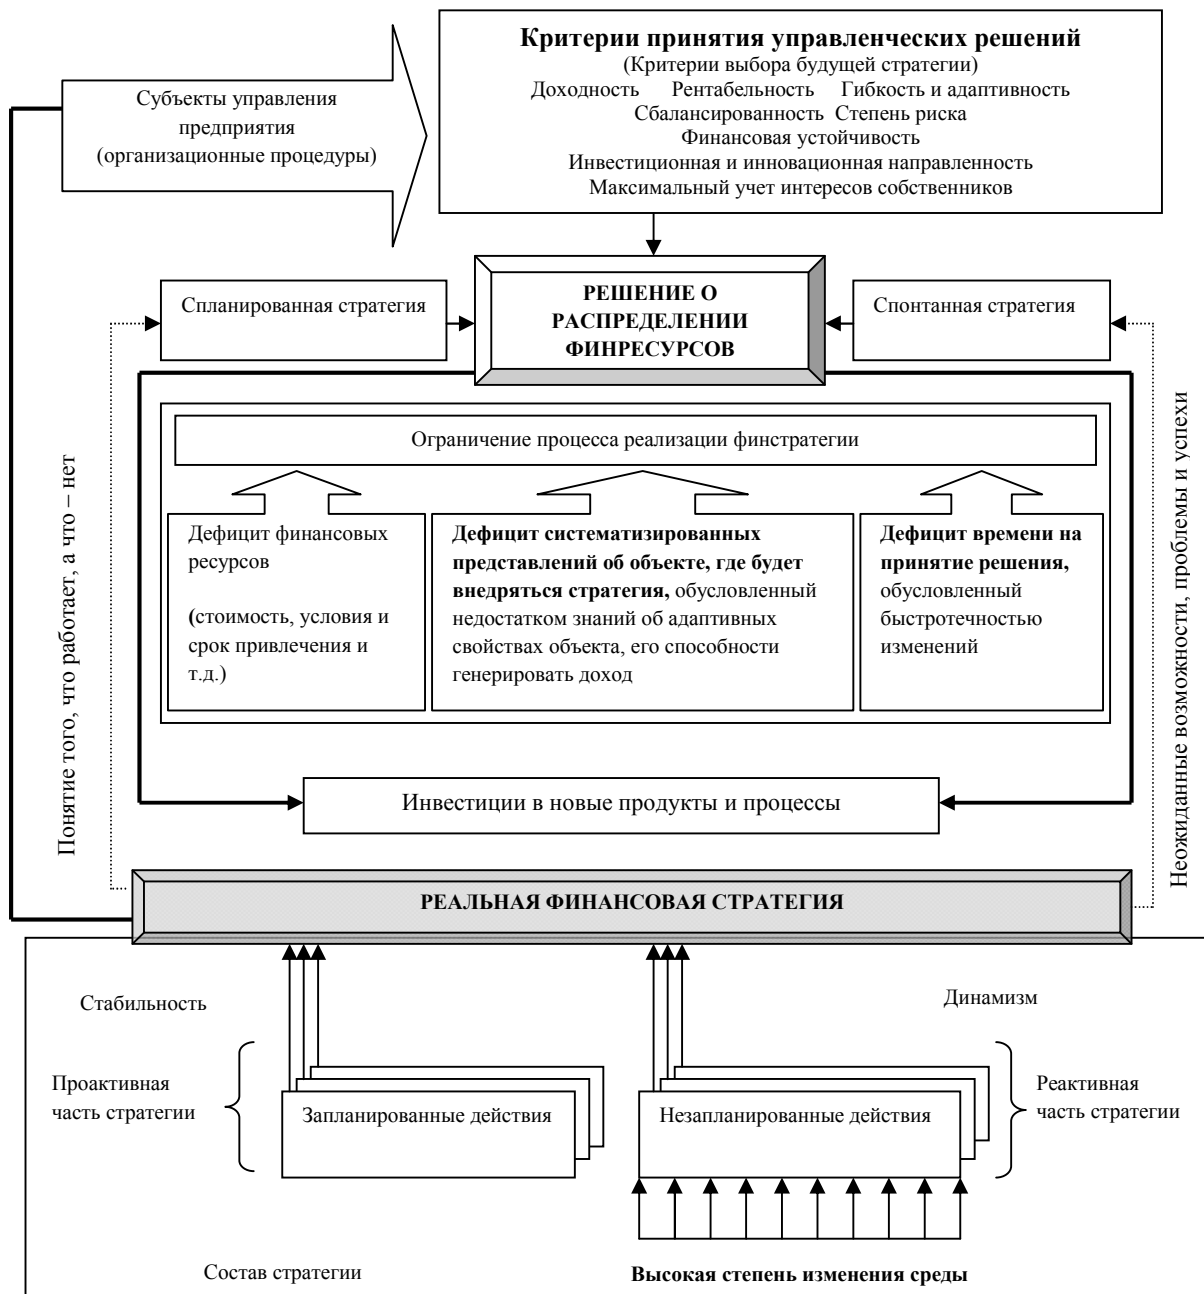 Критерии принятия управленческих решений
(Критерии выбора будущей стратегии)
Доходность Рентабельность Гибкость и адаптивность
Сбалансированность Степень риска
Финансовая устойчивость
Инвестиционная и инновационная направленность
Максимальный учет интересов собственников
Субъекты управления
предприятия
(организационные процедуры)
Спланированная стратегия
РЕШЕНИЕ О
РАСПРЕДЕЛЕНИИ
ФИНРЕСУРСОВ
Спонтанная стратегия
Понятие того, что работает, а что – нет
Неожиданные возможности, проблемы и успехи
Ограничение процесса реализации финстратегии
Дефицит финансовых
ресурсов
(стоимость, условия и
срок привлечения и
т.д.)
Дефицит систематизированных
представлений об объекте, где будет
внедряться стратегия, обусловленный
недостатком знаний об адаптивных
свойствах объекта, его способности
генерировать доход
Дефицит времени на
принятие решения,
обусловленный
быстротечностью
изменений
Инвестиции в новые продукты и процессы
РЕАЛЬНАЯ ФИНАНСОВАЯ СТРАТЕГИЯ
Стабильность
Динамизм
Проактивная
часть стратегии
Запланированные действия
Незапланированные действия
Реактивная
часть стратегии
Состав стратегии
Высокая степень изменения среды